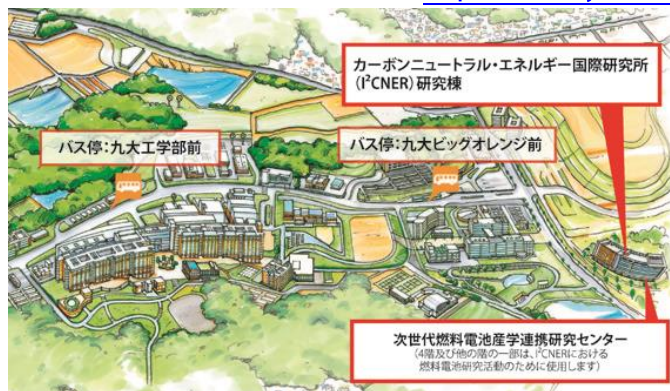 カーボンニュートラル・エネルギー国際研究所
(I²CNER)研究棟
バス停:九大工学部前
バス停:九大ビッグオレンジ前
次世代燃料電池産学連携研究センター
(4階及び他の階の一部は、I²CNERにおける
燃料電池研究活動のために使用します)